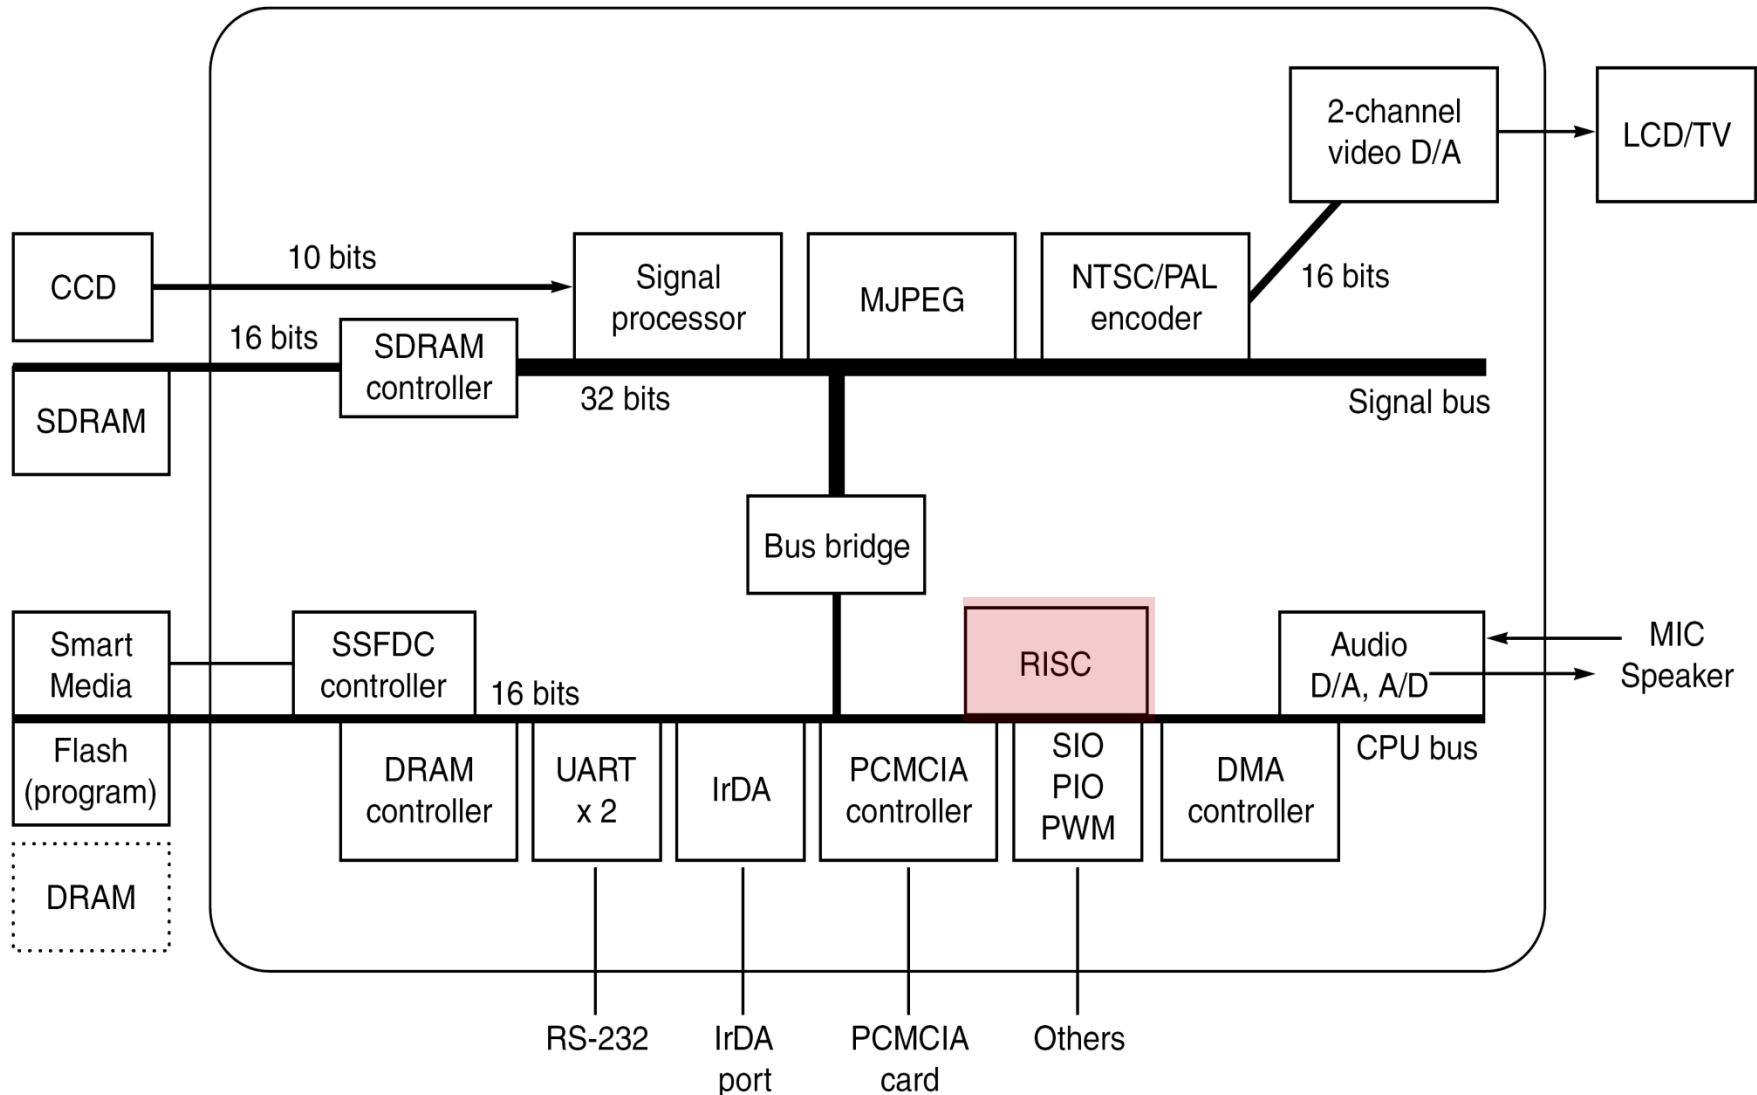 2-channel
video D/A
LCD/TV
CCD
10 bits
Signal
processor
MJPEG
NTSC/PAL
encoder
16 bits
16 bits
SDRAM
controller
32 bits
Signal bus
SDRAM
Bus bridge
Smart
Media
SSFDC
controller
16 bits
RISC
Audio
D/A, A/D
MIC
Speaker
CPU bus
Flash
(program)
DRAM
controller
UART
x 2
IrDA
PCMCIA
controller
SIO
PIO
PWM
DMA
controller
DRAM
RS-232
IrDA
port
PCMCIA
card
Others